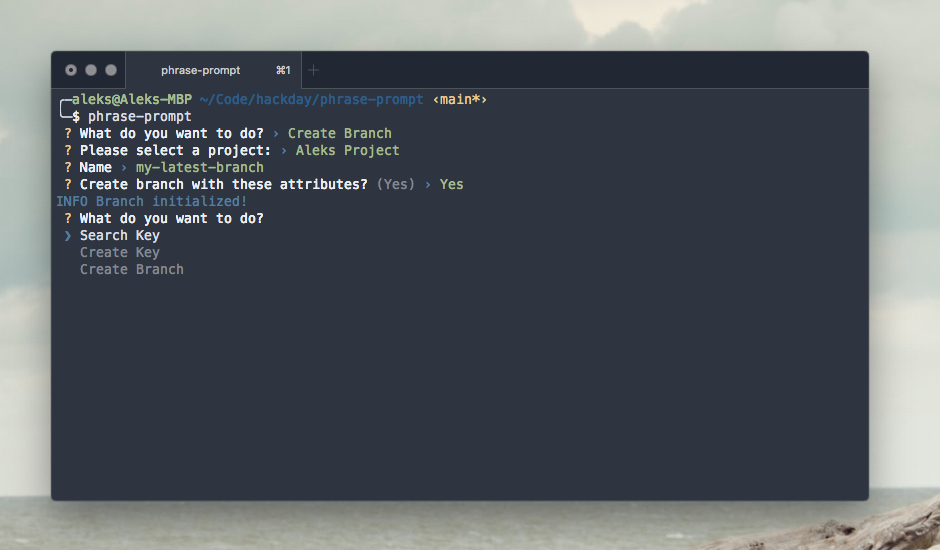 phrase-prompt ⌘1
aleks@Aleks-MBP ~/Code/hackday/phrase-prompt ‹main*›
$ phrase-prompt
? What do you want to do? › Create Branch
? Please select a project: › Aleks Project
? Name › my-latest-branch
? Create branch with these attributes? (Yes) › Yes
INFO Branch initialized!
? What do you want to do?
❯ Search Key
Create Key
Create Branch